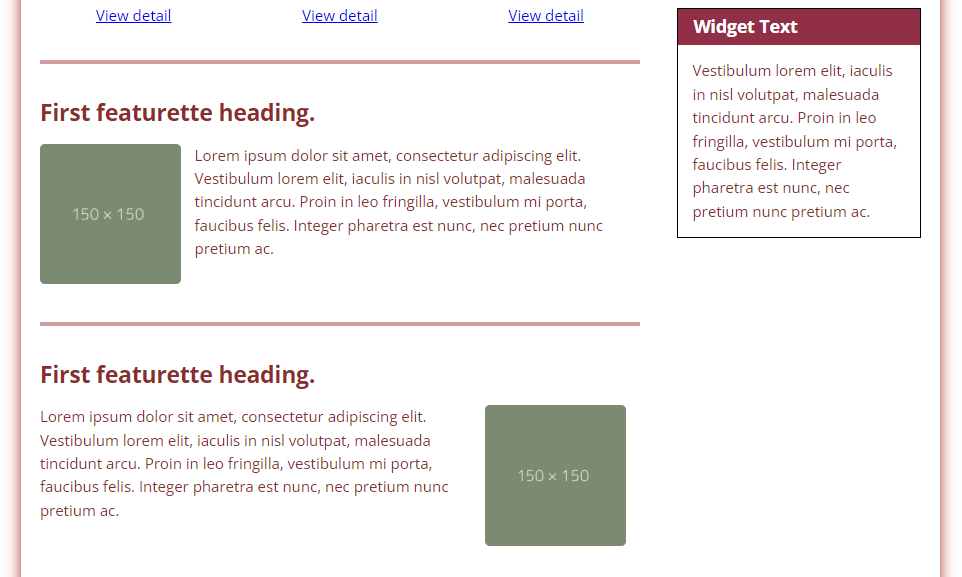 View detail View detail View detail
First featurette heading.
150 × 150
Lorem ipsum dolor sit amet, consectetur adipiscing elit.
Vestibulum lorem elit, iaculis in nisl volutpat, malesuada
tincidunt arcu. Proin in leo fringilla, vestibulum mi porta,
faucibus felis. Integer pharetra est nunc, nec pretium nunc
pretium ac.
First featurette heading.
Lorem ipsum dolor sit amet, consectetur adipiscing elit.
Vestibulum lorem elit, iaculis in nisl volutpat, malesuada
tincidunt arcu. Proin in leo fringilla, vestibulum mi porta,
faucibus felis. Integer pharetra est nunc, nec pretium nunc
pretium ac.
150 × 150
Widget Text
Vestibulum lorem elit, iaculis
in nisl volutpat, malesuada
tincidunt arcu. Proin in leo
fringilla, vestibulum mi porta,
faucibus felis. Integer
pharetra est nunc, nec
pretium nunc pretium ac.